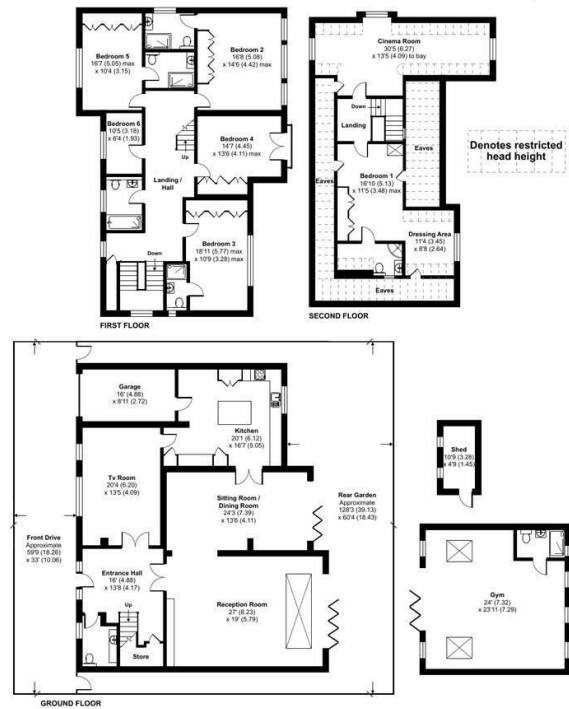 Bedroom 5
16'7 (5.05) max
x 10'4 (3.15)
Bedroom 2
16'8 (5.08)
x 14'6 (4.42) max
Bedroom 6
10'5 (3.18)
x 6'4 (1.93)
Bedroom 4
14'7 (4.45)
x 13'6 (4.11) max
Up
Landing /
Hall
Bedroom 3
18'11 (5.77) max
x 10'9 (3.28) max
Down
FIRST FLOOR
Cinema Room
30'5 (6.27)
x 13'5 (4.09) to bay
Down
Landing
Eaves
Eaves
Bedroom 1
16'10 (5.13)
x 11'5 (3.48) max
Dressing Area
11'4 (3.45)
x 8'8 (2.64)
Eaves
SECOND FLOOR
Denotes restricted
head height
Garage
16' (4.88)
x 8'11 (2.72)
Kitchen
20'1 (6.12)
x 16'7 (5.05)
Tv Room
20'4 (6.20)
x 13'5 (4.09)
Sitting Room /
Dining Room
24'3 (7.39)
x 13'6 (4.11)
Rear Garden
Approximate
128'3 (39.13)
x 60'4 (18.43)
Front Drive
Approximate
59'9 (18.26)
x 33' (10.06)
Entrance Hall
16' (4.88)
x 13'8 (4.17)
Up
Store
Reception Room
27' (8.23)
x 19' (5.79)
GROUND FLOOR
Shed
10'9 (3.28)
x 4'9 (1.45)
Gym
24' (7.32)
x 23'11 (7.29)